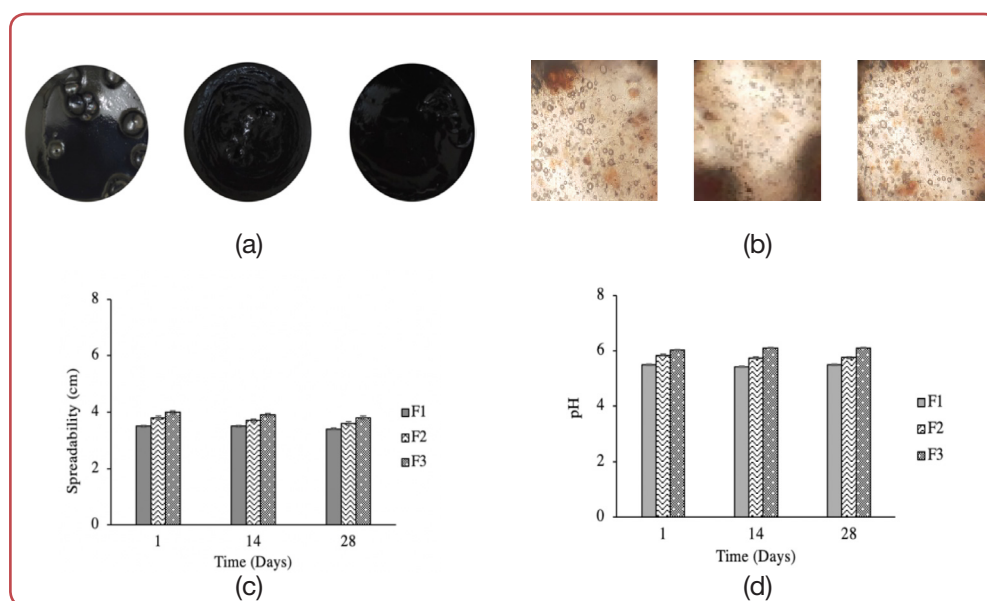 (a)
(b)
8
6
4
2
0
Spreadability (cm)
1
14
28
Time (Days)
F1
F2
F3
(c)
8
6
4
2
0
pH
1
14
28
Time (Days)
F1
F2
F3
(d)